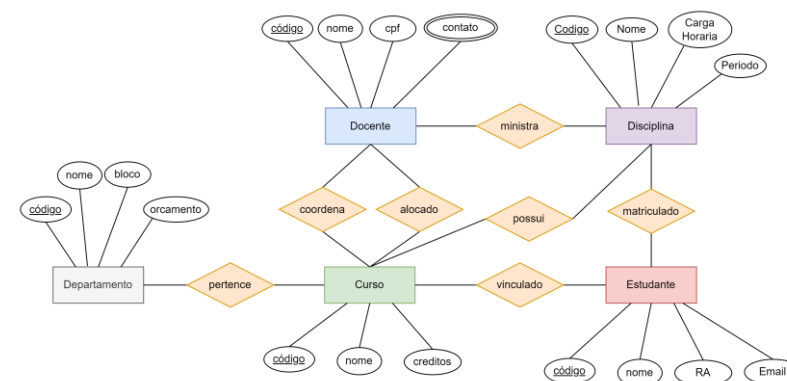 código
nome
cpf
contato
Codigo
Nome
Carga
Horaria
Periodo
Docente
ministra
Disciplina
nome
bloco
código
orcamento
coordena
alocado
possui
matriculado
Departamento
pertence
Curso
vinculado
Estudante
código
nome
creditos
código
nome
RA
Email